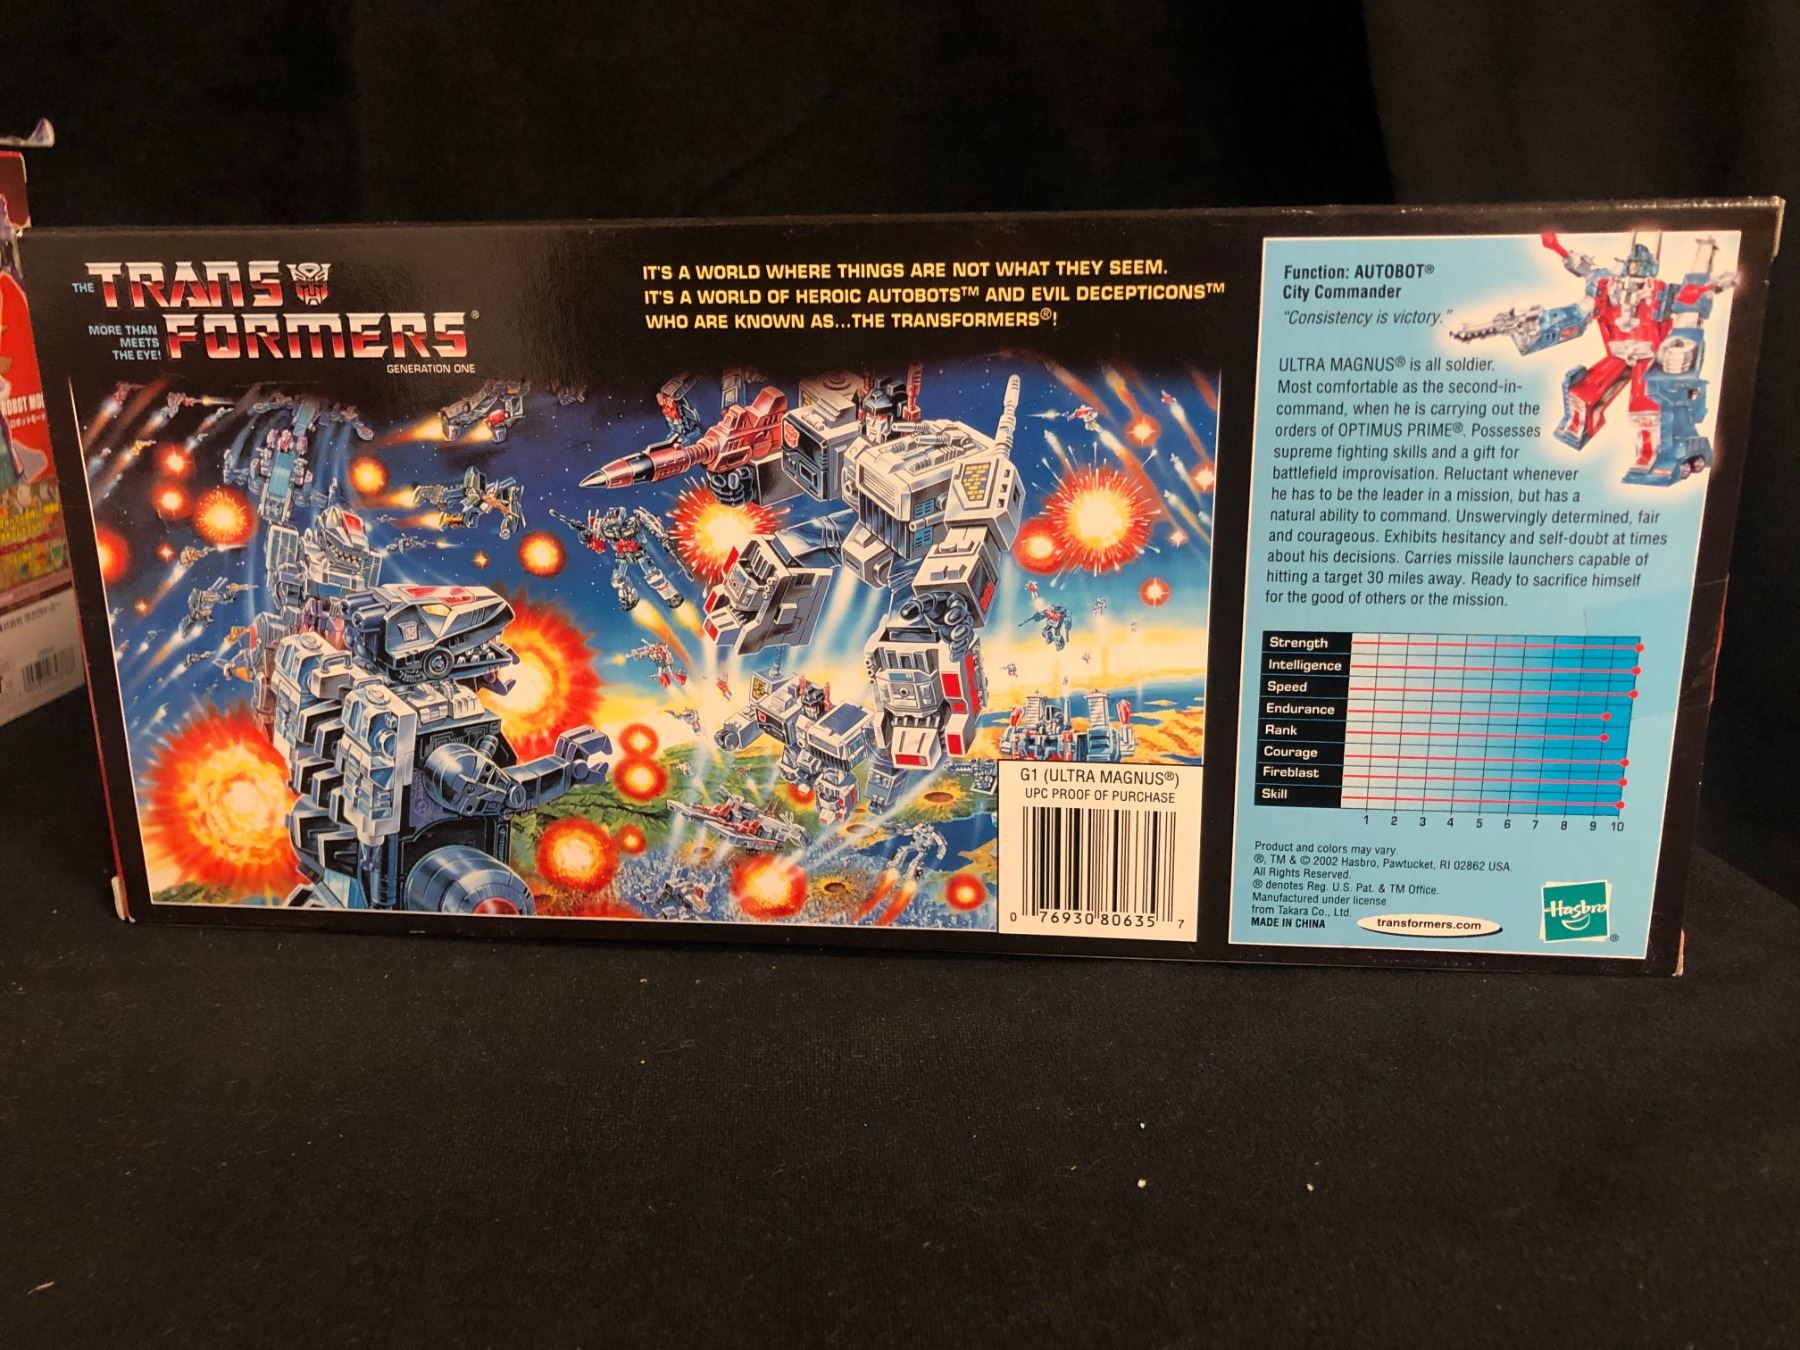 THE TRANS
MORE THAN
MEETS
THE EYE!
FORMERS®
GENERATION ONE
IT'S A WORLD WHERE THINGS ARE NOT WHAT THEY SEEM.
IT'S A WORLD OF HEROIC AUTOBOTS™ AND EVIL DECEPTICONS™
WHO ARE KNOWN AS...THE TRANSFORMERS®!
G1 (ULTRA MAGNUS®)
UPC PROOF OF PURCHASE
0 76930 80635 7
Function: AUTOBOT®
City Commander
"Consistency is victory."
ULTRA MAGNUS® is all soldier.
Most comfortable as the second-in-
command, when he is carrying out the
orders of OPTIMUS PRIME®. Possesses
supreme fighting skills and a gift for
battlefield improvisation. Reluctant whenever
he has to be the leader in a mission, but has a
natural ability to command. Unswervingly determined, fair
and courageous. Exhibits hesitancy and self-doubt at times
about his decisions. Carries missile launchers capable of
hitting a target 30 miles away. Ready to sacrifice himself
for the good of others or the mission.
Strength
Intelligence
Speed
Endurance
Rank
Courage
Fireblast
Skill
1 2 3 4 5 6 7 8 9 10
Product and colors may vary.
®, TM & © 2002 Hasbro, Pawtucket, RI 02862 USA.
All Rights Reserved.
® denotes Reg. U.S. Pat. & TM Office.
Manufactured under license
from Takara Co., Ltd.
MADE IN CHINA
transformers.com
Hasbro®